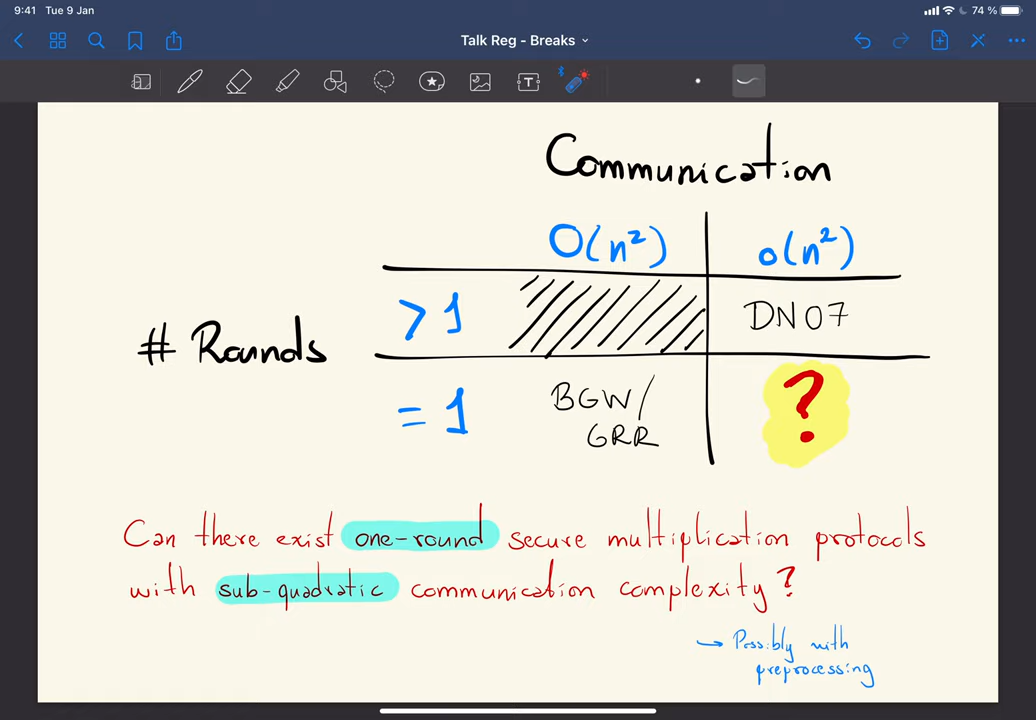 9:41 Tue 9 Jan
74 %
Talk Reg - Breaks
T
Communication
O(n²) o(n²)
> 1 DN07
# Rounds
= 1 BGW/
GRR ?
Can there exist one-round secure multiplication protocols
with sub-quadratic communication complexity?
→ Possibly with
preprocessing